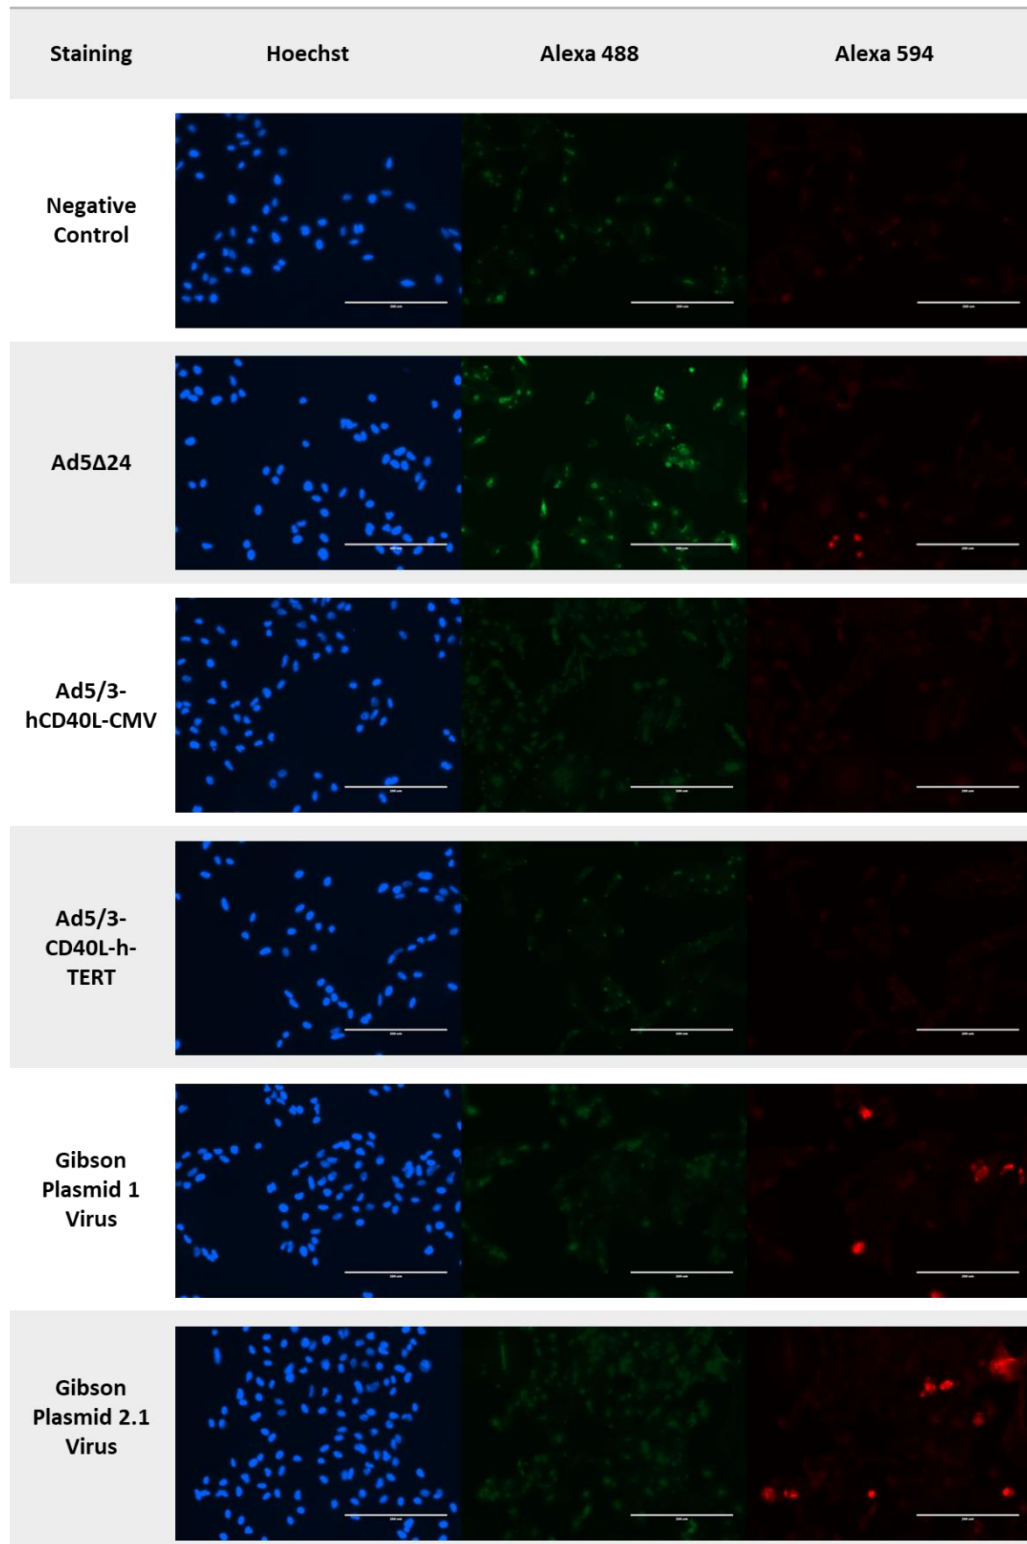 Staining Hoechst Alexa 488 Alexa 594
Negative
Control
Ad5Δ24
Ad5/3-
hCD40L-CMV
Ad5/3-
CD40L-h-
TERT
Gibson
Plasmid 1
Virus
Gibson
Plasmid 2.1
Virus